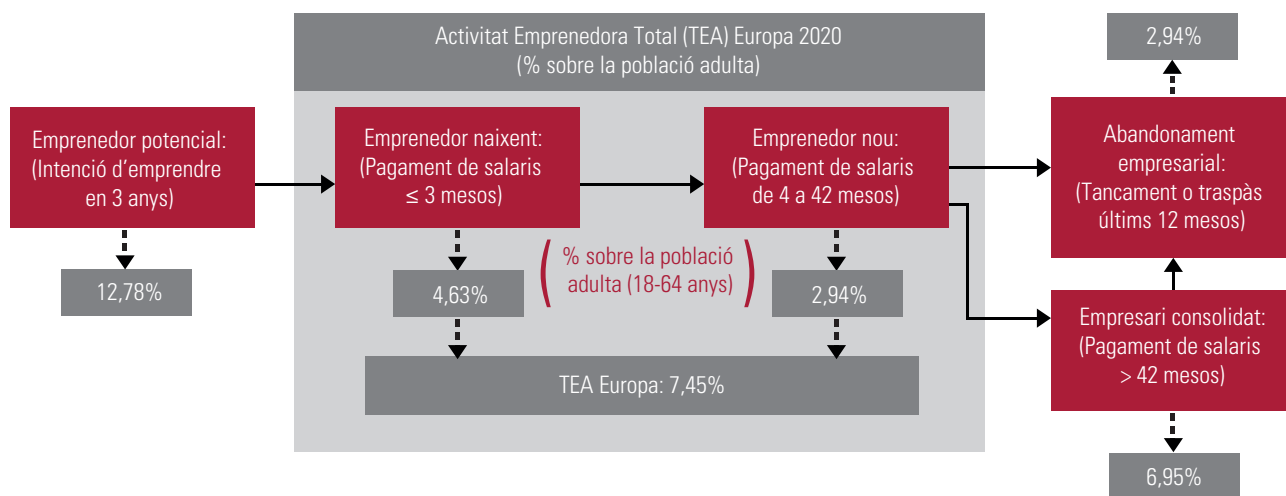 Activitat Emprenedora Total (TEA) Europa 2020
(% sobre la població adulta)
2,94%
Emprenedor potencial:
(Intenció d'emprendre
en 3 anys)
12,78%
Emprenedor naixent:
(Pagament de salaris
≤ 3 mesos)
4,63%
Emprenedor nou:
(Pagament de salaris
de 4 a 42 mesos)
2,94%
(% sobre la població
adulta (18-64 anys))
TEA Europa: 7,45%
Abandonament
empresarial:
(Tancament o traspàs
últims 12 mesos)
Empresari consolidat:
(Pagament de salaris
> 42 mesos)
6,95%